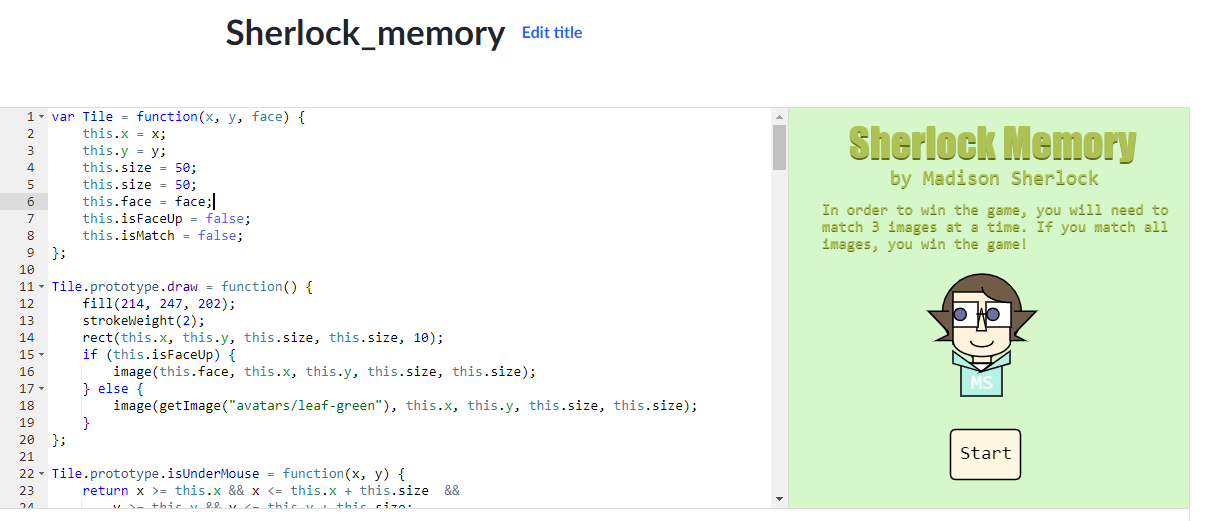 Sherlock_memory Edit title
1 var Tile = function(x, y, face) {
2 this.x = x;
3 this.y = y;
4 this.size = 50;
5 this.size = 50;
6 this.face = face;
7 this.isFaceUp = false;
8 this.isMatch = false;
9 };
10
11 Tile.prototype.draw = function() {
12 fill(214, 247, 202);
13 strokeWeight(2);
14 rect(this.x, this.y, this.size, this.size, 10);
15 if (this.isFaceUp) {
16 image(this.face, this.x, this.y, this.size, this.size);
17 } else {
18 image(getImage("avatars/leaf-green"), this.x, this.y, this.size, this.size);
19 }
20 };
21
22 Tile.prototype.isUnderMouse = function(x, y) {
23 return x >= this.x && x <= this.x + this.size &&
24 y >= this.y && y <= this.y + this.size;
Sherlock Memory
by Madison Sherlock
In order to win the game, you will need to
match 3 images at a time. If you match all
images, you win the game!
MS
Start